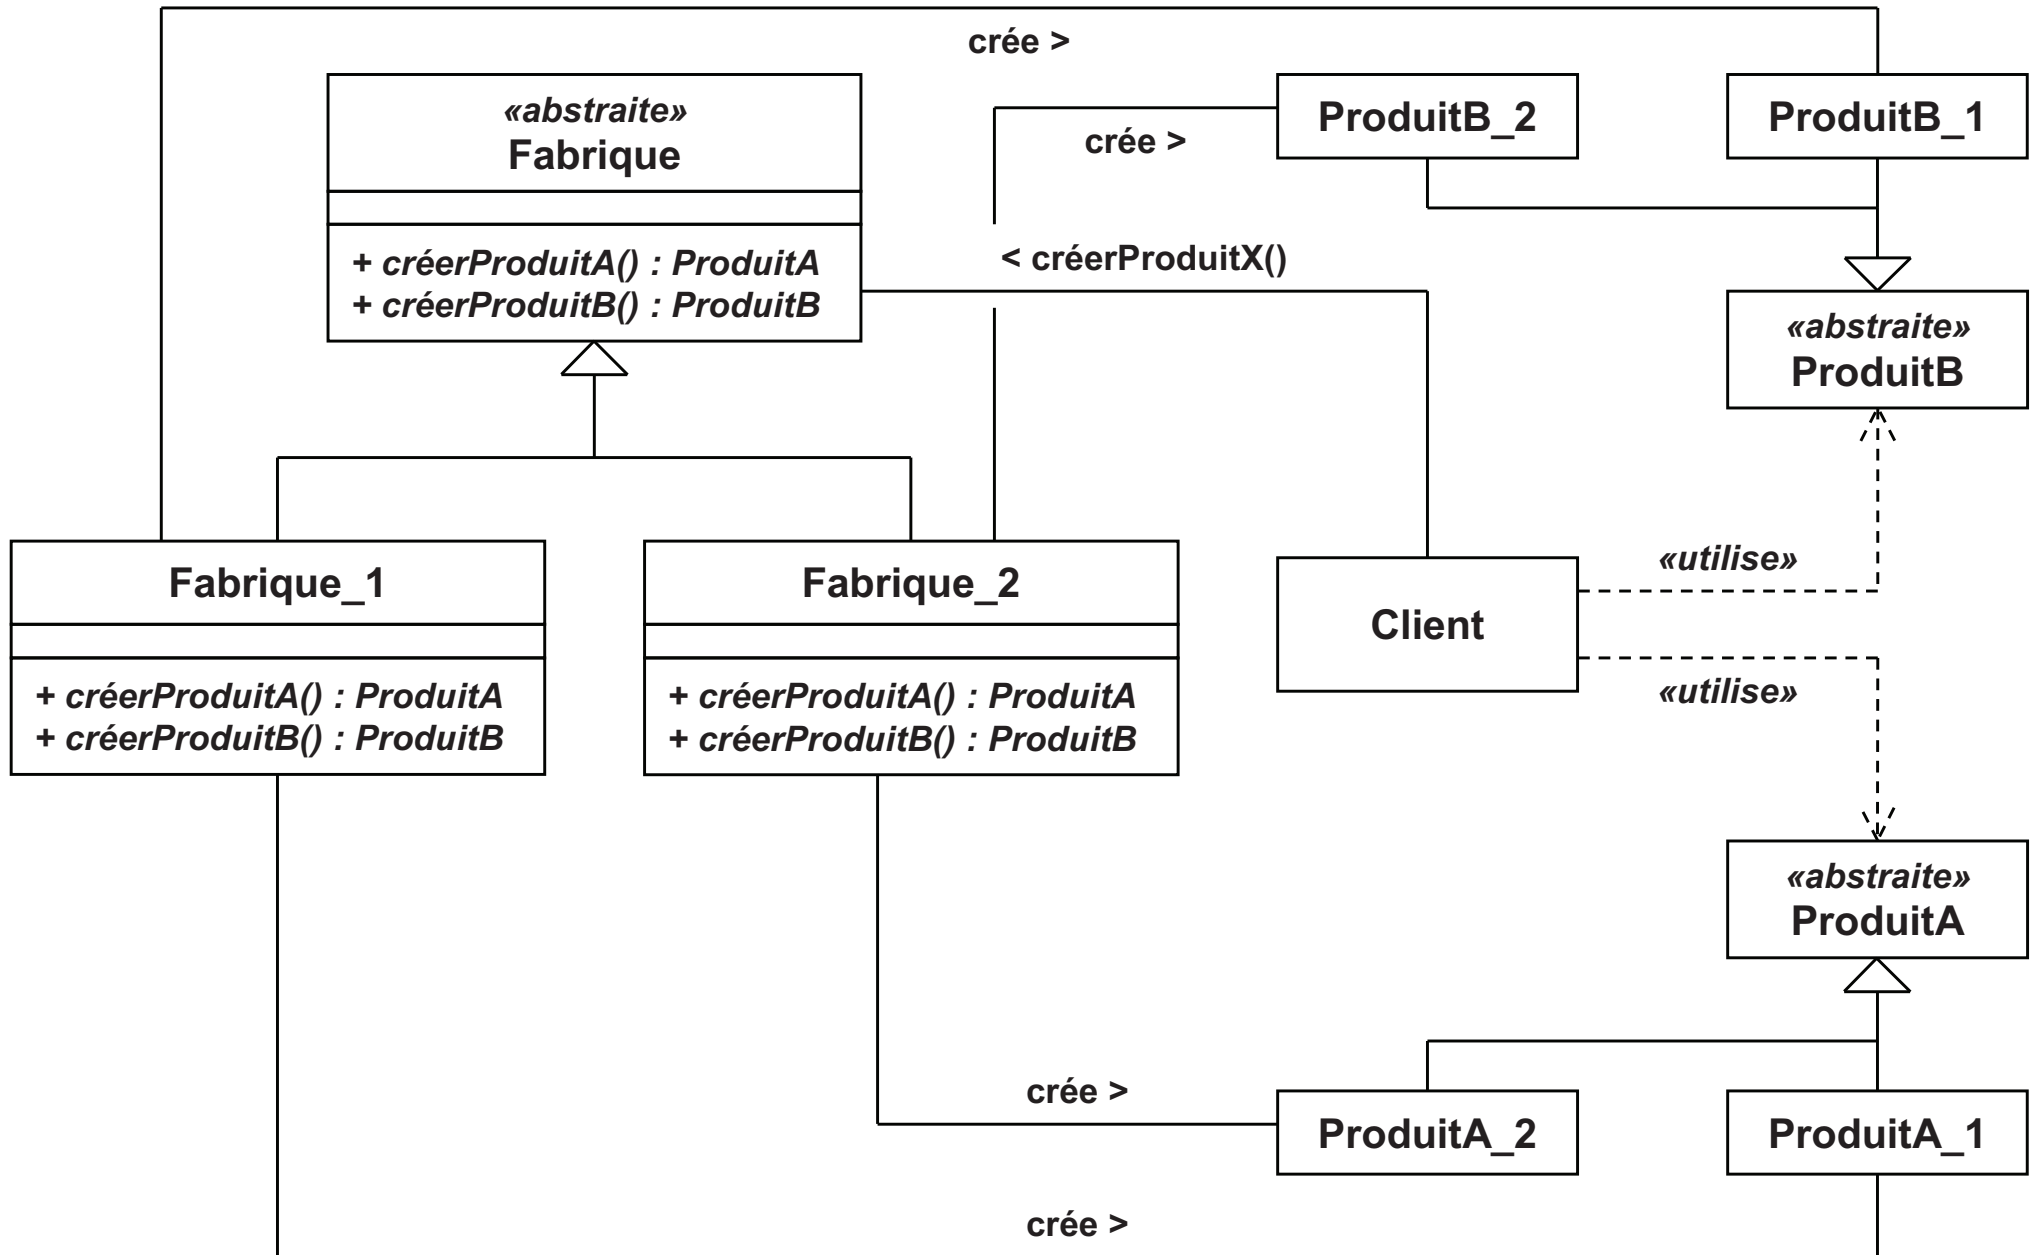 crée >
«abstraite»
Fabrique
+ créerProduitA() : ProduitA
+ créerProduitB() : ProduitB
crée >
ProduitB_2
ProduitB_1
< créerProduitX()
«abstraite»
ProduitB
Fabrique_1
+ créerProduitA() : ProduitA
+ créerProduitB() : ProduitB
Fabrique_2
+ créerProduitA() : ProduitA
+ créerProduitB() : ProduitB
Client
«utilise»
«utilise»
«abstraite»
ProduitA
crée >
ProduitA_2
ProduitA_1
crée >